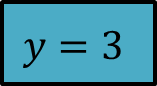 y = 3